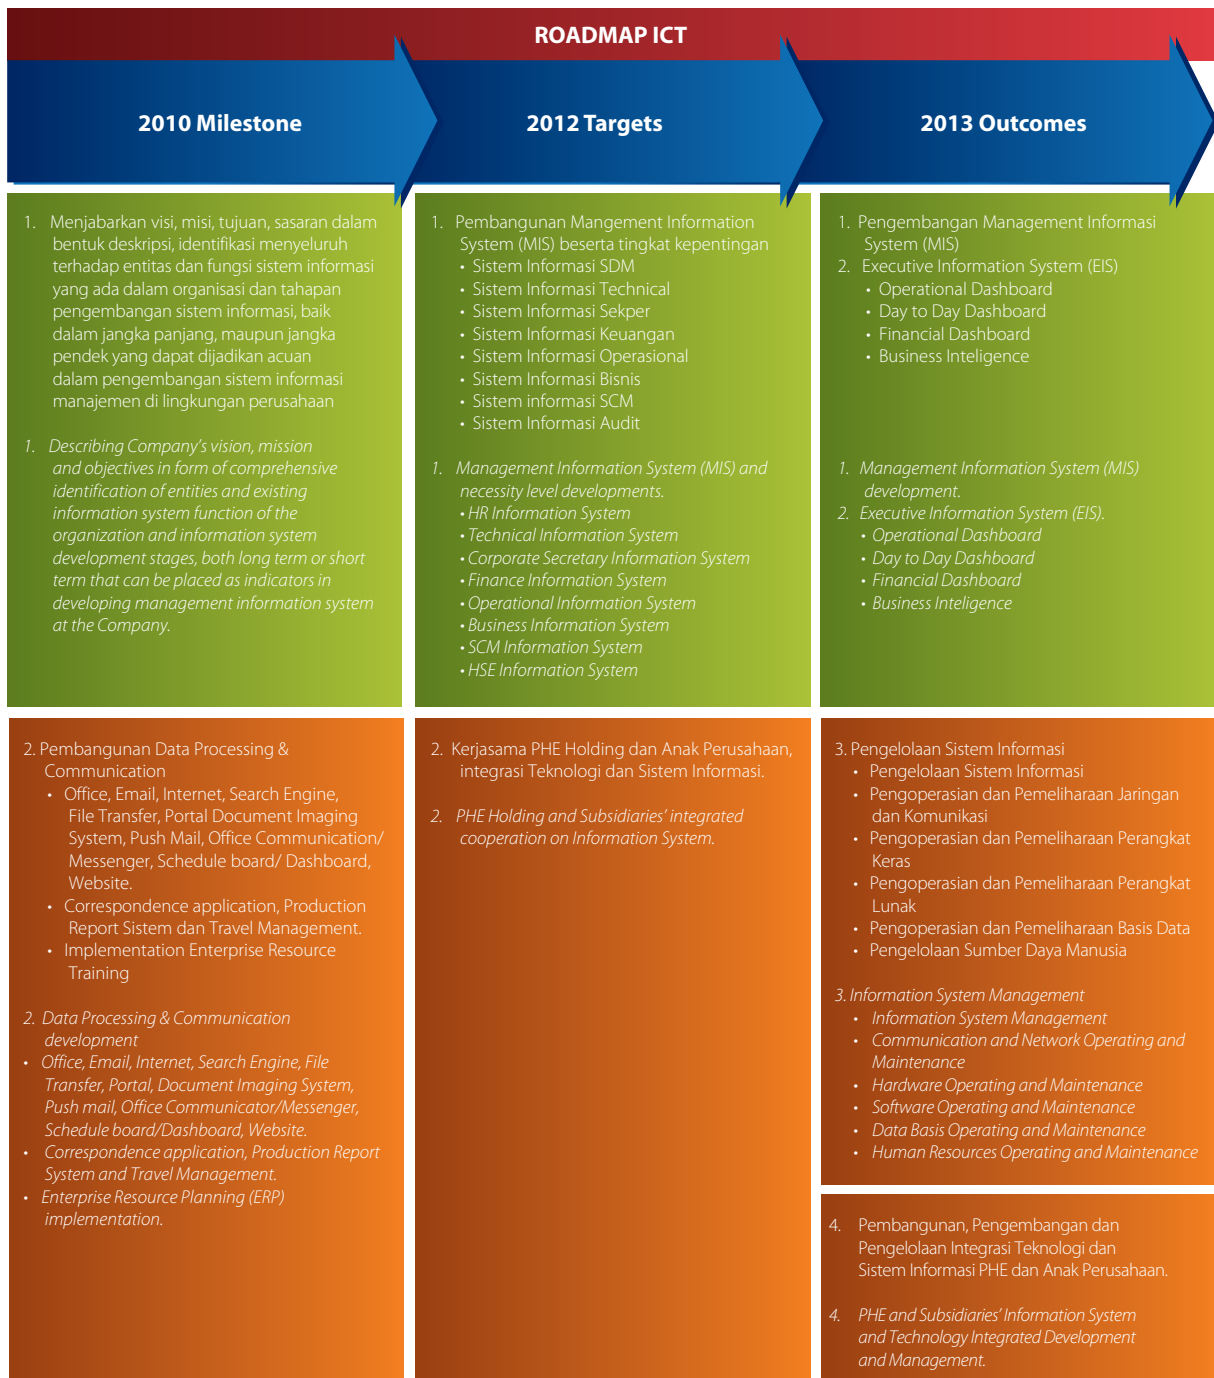 ROADMAP ICT
2010 Milestone
2012 Targets
2013 Outcomes
1. Menjabarkan visi, misi, tujuan, sasaran dalam
bentuk deskripsi, identifikasi menyeluruh
terhadap entitas dan fungsi sistem informasi
yang ada dalam organisasi dan tahapan
pengembangan sistem informasi, baik
dalam jangka panjang, maupun jangka
pendek yang dapat dijadikan acuan
dalam pengembangan sistem informasi
manajemen di lingkungan perusahaan
1. Describing Company's vision, mission
and objectives in form of comprehensive
identification of entities and existing
information system function of the
organization and information system
development stages, both long term or short
term that can be placed as indicators in
developing management information system
at the Company.
1. Pembangunan Mangement Information
System (MIS) beserta tingkat kepentingan
• Sistem Informasi SDM
• Sistem Informasi Technical
• Sistem Informasi Sekper
• Sistem Informasi Keuangan
• Sistem Informasi Operasional
• Sistem Informasi Bisnis
• Sistem informasi SCM
• Sistem Informasi Audit
1. Management Information System (MIS) and
necessity level developments.
• HR Information System
• Technical Information System
• Corporate Secretary Information System
• Finance Information System
• Operational Information System
• Business Information System
• SCM Information System
• HSE Information System
1. Pengembangan Management Informasi
System (MIS)
2. Executive Information System (EIS)
• Operational Dashboard
• Day to Day Dashboard
• Financial Dashboard
• Business Inteligence
1. Management Information System (MIS)
development.
2. Executive Information System (EIS).
• Operational Dashboard
• Day to Day Dashboard
• Financial Dashboard
• Business Inteligence
2. Pembangunan Data Processing &
Communication
• Office, Email, Internet, Search Engine,
File Transfer, Portal Document Imaging
System, Push Mail, Office Communication/
Messenger, Schedule board/ Dashboard,
Website.
• Correspondence application, Production
Report Sistem dan Travel Management.
• Implementation Enterprise Resource
Training
2. Data Processing & Communication
development
• Office, Email, Internet, Search Engine, File
Transfer, Portal, Document Imaging System,
Push mail, Office Communicator/Messenger,
Schedule board/Dashboard, Website.
• Correspondence application, Production Report
System and Travel Management.
• Enterprise Resource Planning (ERP)
implementation.
2. Kerjasama PHE Holding dan Anak Perusahaan,
integrasi Teknologi dan Sistem Informasi.
2. PHE Holding and Subsidiaries' integrated
cooperation on Information System.
3. Pengelolaan Sistem Informasi
• Pengelolaan Sistem Informasi
• Pengoperasian dan Pemeliharaan Jaringan
dan Komunikasi
• Pengoperasian dan Pemeliharaan Perangkat
Keras
• Pengoperasian dan Pemeliharaan Perangkat
Lunak
• Pengoperasian dan Pemeliharaan Basis Data
• Pengelolaan Sumber Daya Manusia
3. Information System Management
• Information System Management
• Communication and Network Operating and
Maintenance
• Hardware Operating and Maintenance
• Software Operating and Maintenance
• Data Basis Operating and Maintenance
• Human Resources Operating and Maintenance
4. Pembangunan, Pengembangan dan
Pengelolaan Integrasi Teknologi dan
Sistem Informasi PHE dan Anak Perusahaan.
4. PHE and Subsidiaries' Information System
and Technology Integrated Development
and Management.